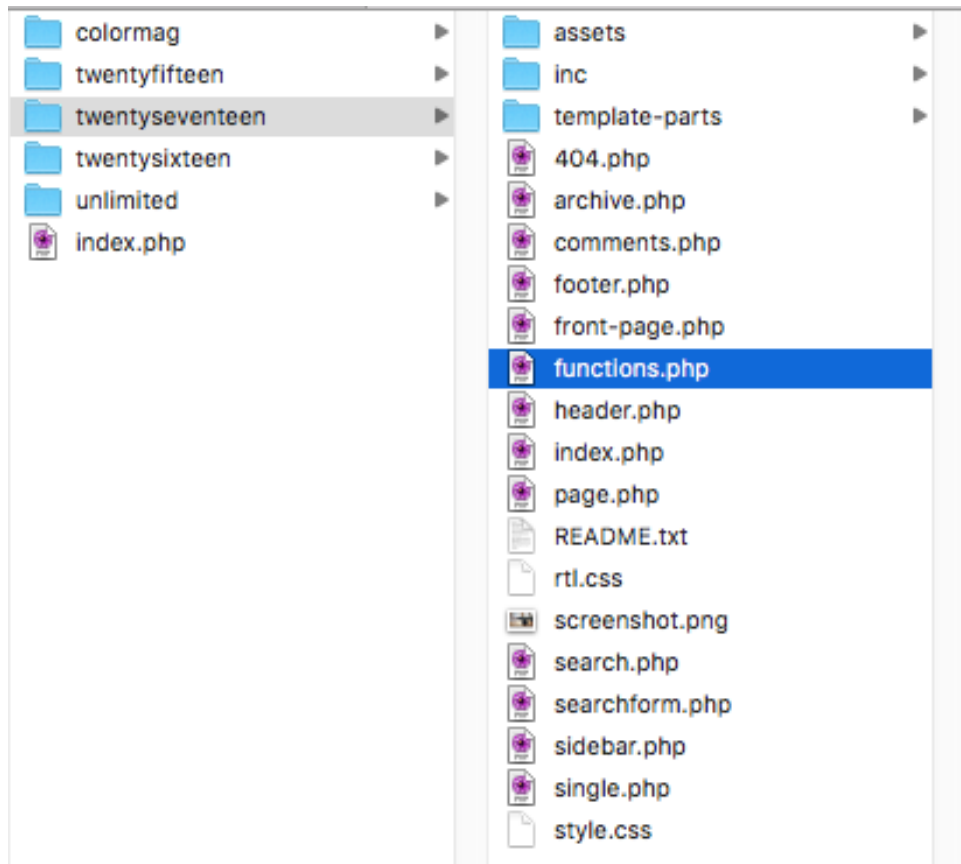 colormag
twentyfifteen
twentyseventeen
twentysixteen
unlimited
index.php
assets
inc
template-parts
404.php
archive.php
comments.php
footer.php
front-page.php
functions.php
header.php
index.php
page.php
README.txt
rtl.css
screenshot.png
search.php
searchform.php
sidebar.php
single.php
style.css